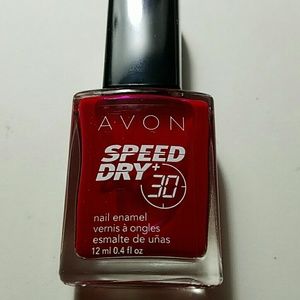 AVON
SPEED
DRY+
30
nail enamel
vernis à ongles
esmalte de uñas
12 ml 0.4 fl oz